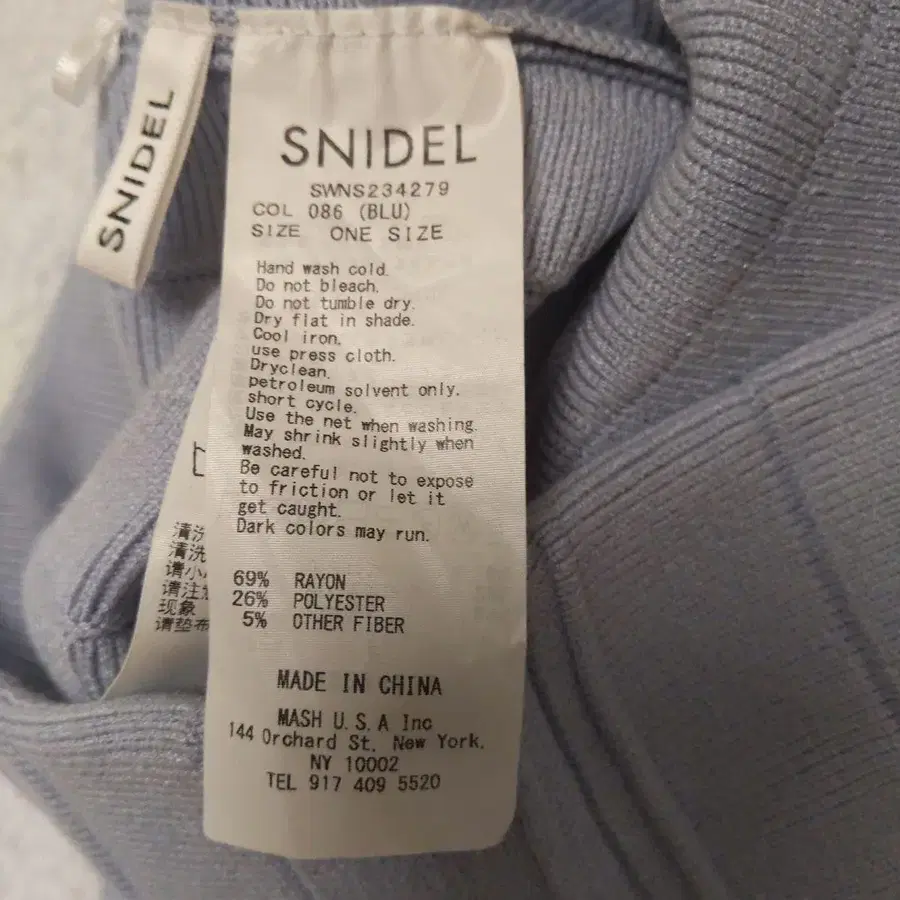 SNIDEL
SNIDEL
SWNS234279
COL 086 (BLU)
SIZE ONE SIZE
Hand wash cold.
Do not bleach.
Do not tumble dry.
Dry flat in shade.
Cool iron.
use press cloth.
Dryclean.
petroleum solvent only.
short cycle.
Use the net when washing.
May shrink slightly when
washed.
Be careful not to expose
to friction or let it
get caught.
Dark colors may run.
69% RAYON
26% POLYESTER
5% OTHER FIBER
MADE IN CHINA
MASH U.S.A Inc
144 Orchard St. New York.
NY 10002
TEL 917 409 5520
清洗
清洗
请小
请注
现象
请垫布